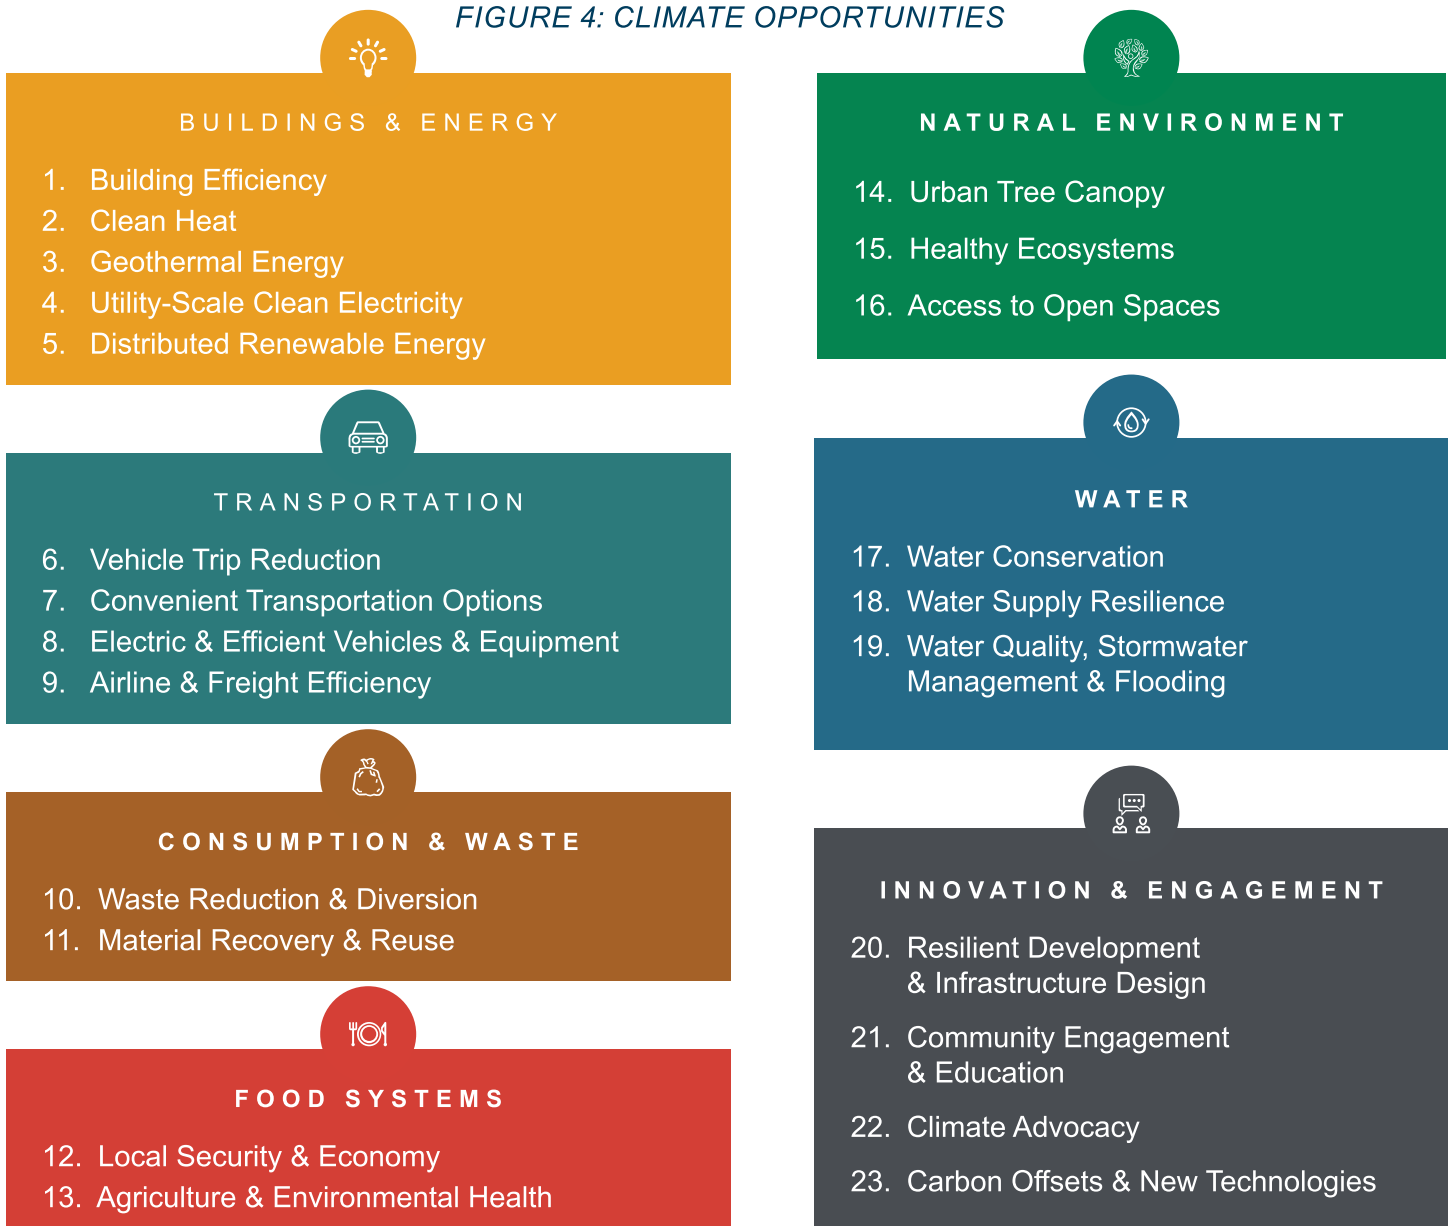 FIGURE 4: CLIMATE OPPORTUNITIES
BUILDINGS & ENERGY
1. Building Efficiency
2. Clean Heat
3. Geothermal Energy
4. Utility-Scale Clean Electricity
5. Distributed Renewable Energy
TRANSPORTATION
6. Vehicle Trip Reduction
7. Convenient Transportation Options
8. Electric & Efficient Vehicles & Equipment
9. Airline & Freight Efficiency
CONSUMPTION & WASTE
10. Waste Reduction & Diversion
11. Material Recovery & Reuse
FOOD SYSTEMS
12. Local Security & Economy
13. Agriculture & Environmental Health
NATURAL ENVIRONMENT
14. Urban Tree Canopy
15. Healthy Ecosystems
16. Access to Open Spaces
WATER
17. Water Conservation
18. Water Supply Resilience
19. Water Quality, Stormwater
Management & Flooding
INNOVATION & ENGAGEMENT
20. Resilient Development
& Infrastructure Design
21. Community Engagement
& Education
22. Climate Advocacy
23. Carbon Offsets & New Technologies